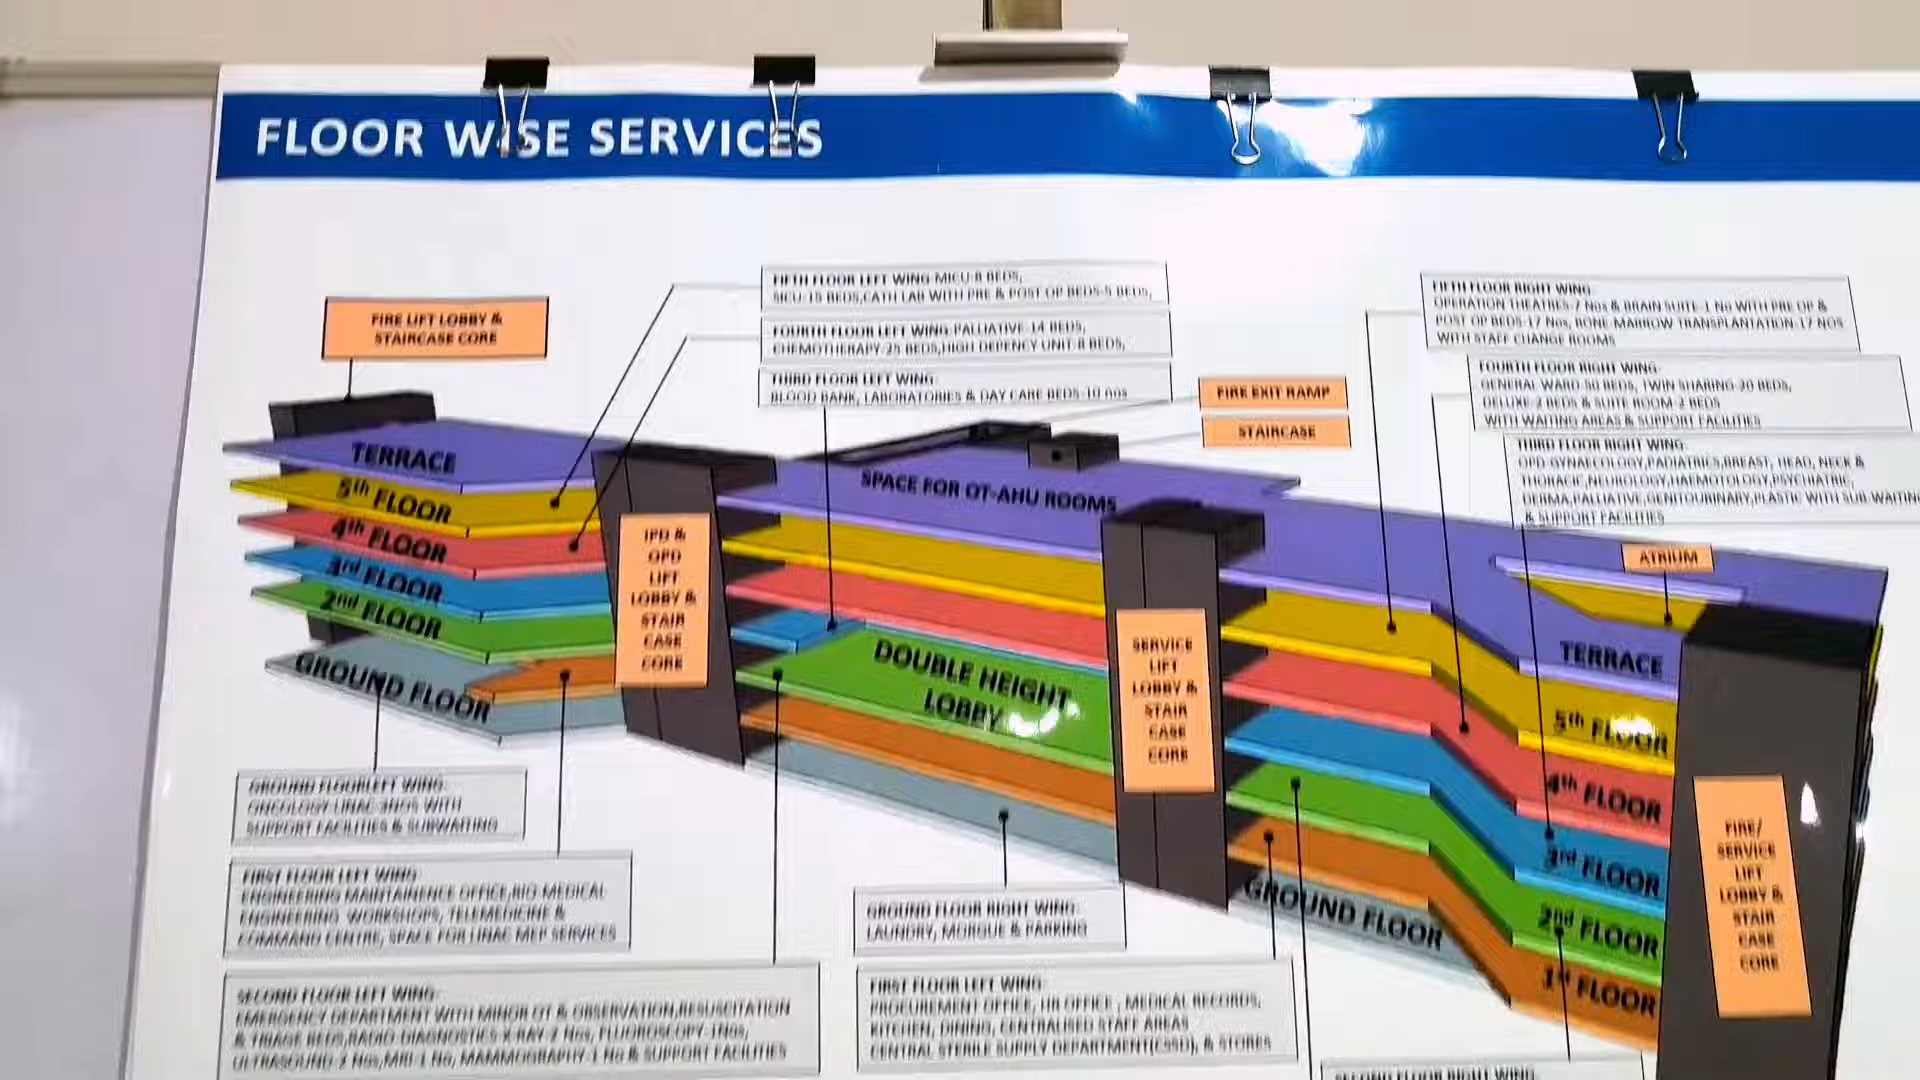 FLOOR WISE SERVICES
FIRE LIFT LOBBY &
STAIRCASE CORE
FIFTH FLOOR LEFT WING-MICU-8 BEDS,
SICU-15 BEDS,CATH LAB WITH PRE & POST OP BEDS-5 BEDS,
FOURTH FLOOR LEFT WING-PALLIATIVE-14 BEDS,
CHEMOTHERAPY-25 BEDS,HIGH DEPENCY UNIT-8 BEDS,
THIRD FLOOR LEFT WING-
BLOOD BANK, LABORATORIES & DAY CARE BEDS-10 nos
FIRE EXIT RAMP
STAIRCASE
FIFTH FLOOR RIGHT WING
OPERATION THEATRES-7 Nos & BRAIN SUITE-1 No WITH PRE OP &
POST OP BEDS-17 Nos, BONE-MARROW TRANSPLANTATION-17 NOS
WITH STAFF CHANGE ROOMS
FOURTH FLOOR RIGHT WING-
GENERAL WARD-50 BEDS, TWIN SHARING-20 BEDS,
DELUXE-2 BEDS & SUITE ROOM-2 BEDS
WITH WAITING AREAS & SUPPORT FACILITIES
THIRD FLOOR RIGHT WING:
OPD-GYNAECOLOGY,PADIATRICS,BREAST, HEAD, NECK &
THORACIC,NEUROLOGY,HAEMOTOLOGY,PSYCHIATRIC,
DERMA,PALLIATIVE,GENITOURINARY,PLASTIC WITH SUB-WAITING
& SUPPORT FACILITIES
TERRACE
5th FLOOR
4th FLOOR
3rd FLOOR
2nd FLOOR
GROUND FLOOR
IPD &
OPD
LIFT
LOBBY &
STAIR
CASE
CORE
SPACE FOR OT-AHU ROOMS
DOUBLE HEIGHT
LOBBY
SERVICE
LIFT
LOBBY &
STAIR
CASE
CORE
ATRIUM
TERRACE
5th FLOOR
4th FLOOR
3rd FLOOR
2nd FLOOR
1st FLOOR
GROUND FLOOR
FIRE/
SERVICE
LIFT
LOBBY &
STAIR
CASE
CORE
GROUND FLOOR LEFT WING:
ONCOLOGY LINAC-3NOS WITH
SUPPORT FACILITIES & SUBWAITING
FIRST FLOOR LEFT WING-
ENGINEERING MAINTAINENCE OFFICE,BIO-MEDICAL
ENGINEERING WORKSHOPS, TELEMEDICINE &
COMMAND CENTRE, SPACE FOR LINAC MEP SERVICES
SECOND FLOOR LEFT WING-
EMERGENCY DEPARTMENT WITH MINOR OT & OBSERVATION,RESUSCITATION
& TRIAGE BEDS,RADIO DIAGNOSTICS-X-RAY-2 Nos, FLUOROSCOPY-1Nos,
ULTRASOUND-2 Nos,MRI-1 No, MAMMOGRAPHY-1 No & SUPPORT FACILITIES
GROUND FLOOR RIGHT WING:
LAUNDRY, MORGUE & PARKING
FIRST FLOOR LEFT WING:
PROCUREMENT OFFICE, HR OFFICE , MEDICAL RECORDS,
KITCHEN, DINING, CENTRALISED STAFF AREAS
CENTRAL STERILE SUPPLY DEPARTMENT(CSSD), & STORES
SECOND FLOOR RIGHT WING-